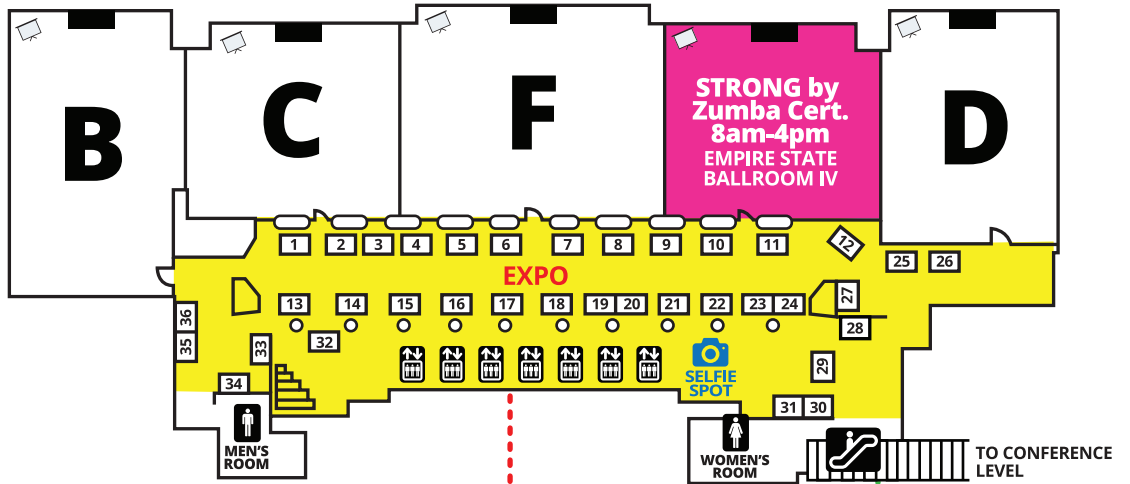 B
C
F
STRONG by
Zumba Cert.
8am-4pm
EMPIRE STATE
BALLROOM IV
D
1 2 3 4 5 6 7 8 9 10 11 12
25 26
EXPO
13 14 15 16 17 18 19 20 21 22 23 24 27
36
28
35 33 32
29
34
SELFIE
SPOT
31 30
MEN'S
ROOM
WOMEN'S
ROOM
TO CONFERENCE
LEVEL